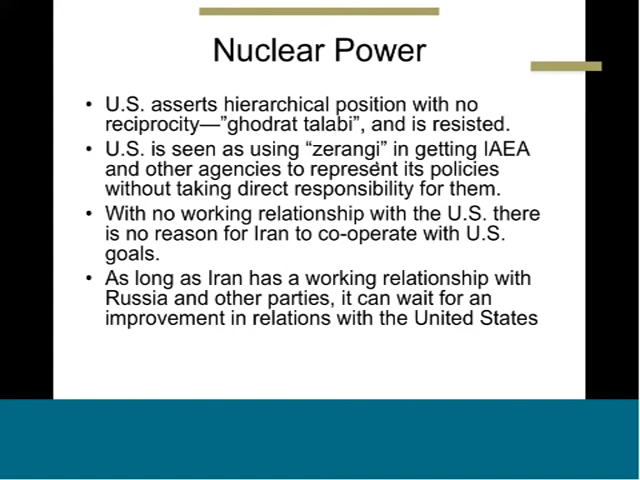 Nuclear Power
• U.S. asserts hierarchical position with no
reciprocity—”ghodrat talabi”, and is resisted.
• U.S. is seen as using “zerangi” in getting IAEA
and other agencies to represent its policies
without taking direct responsibility for them.
• With no working relationship with the U.S. there
is no reason for Iran to co-operate with U.S.
goals.
• As long as Iran has a working relationship with
Russia and other parties, it can wait for an
improvement in relations with the United States